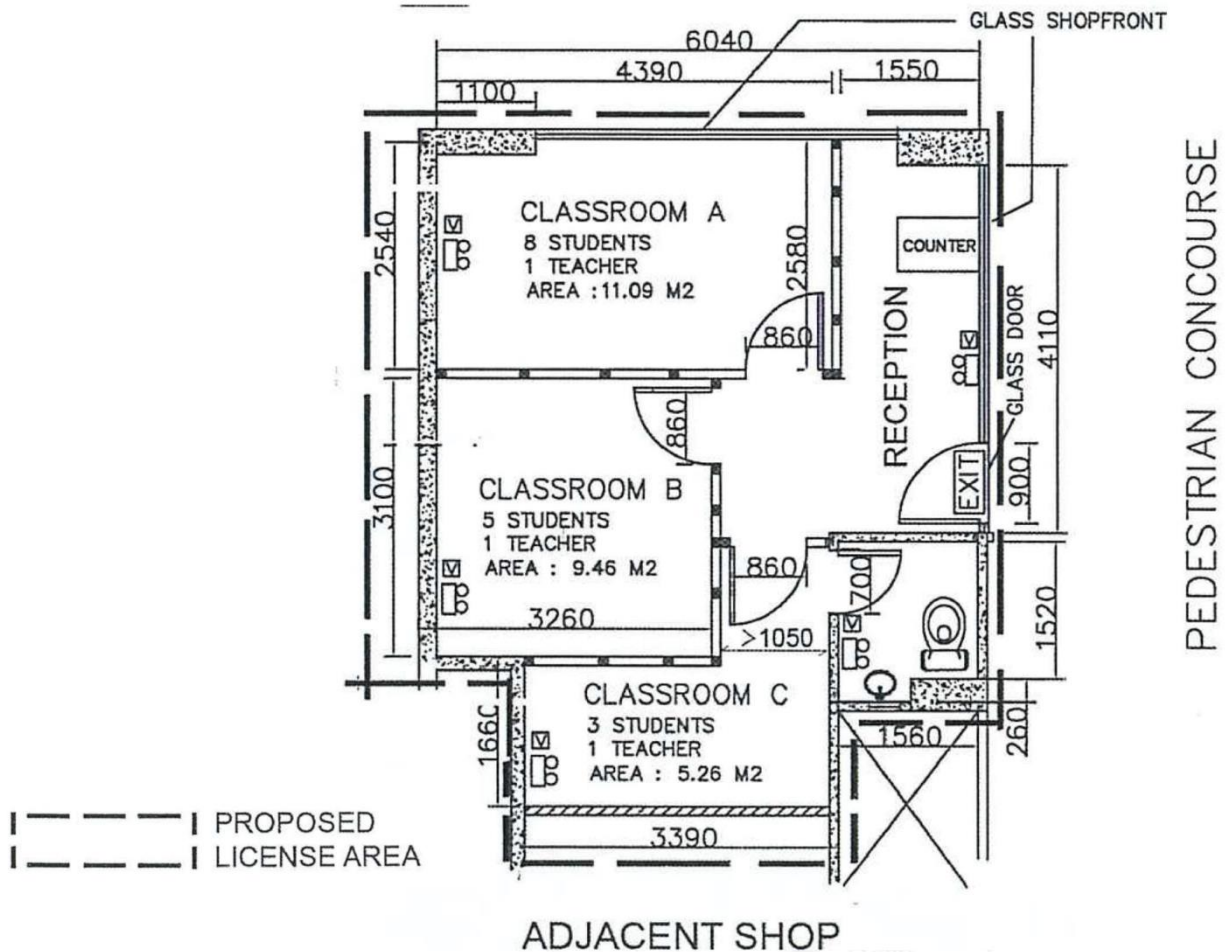 GLASS SHOPFRONT
6040
4390
1550
1100
PEDESTRIAN CONCOURSE
2540
CLASSROOM A
8 STUDENTS
1 TEACHER
AREA :11.09 M2
2580
860
COUNTER
RECEPTION
V
V
GLASS DOOR
4110
860
EXIT
900
3100
CLASSROOM B
5 STUDENTS
1 TEACHER
AREA : 9.46 M2
V
3260
860
700
V
>1050
1520
CLASSROOM C
3 STUDENTS
1 TEACHER
AREA : 5.26 M2
V
1660
1560
260
3390
PROPOSED
LICENSE AREA
ADJACENT SHOP